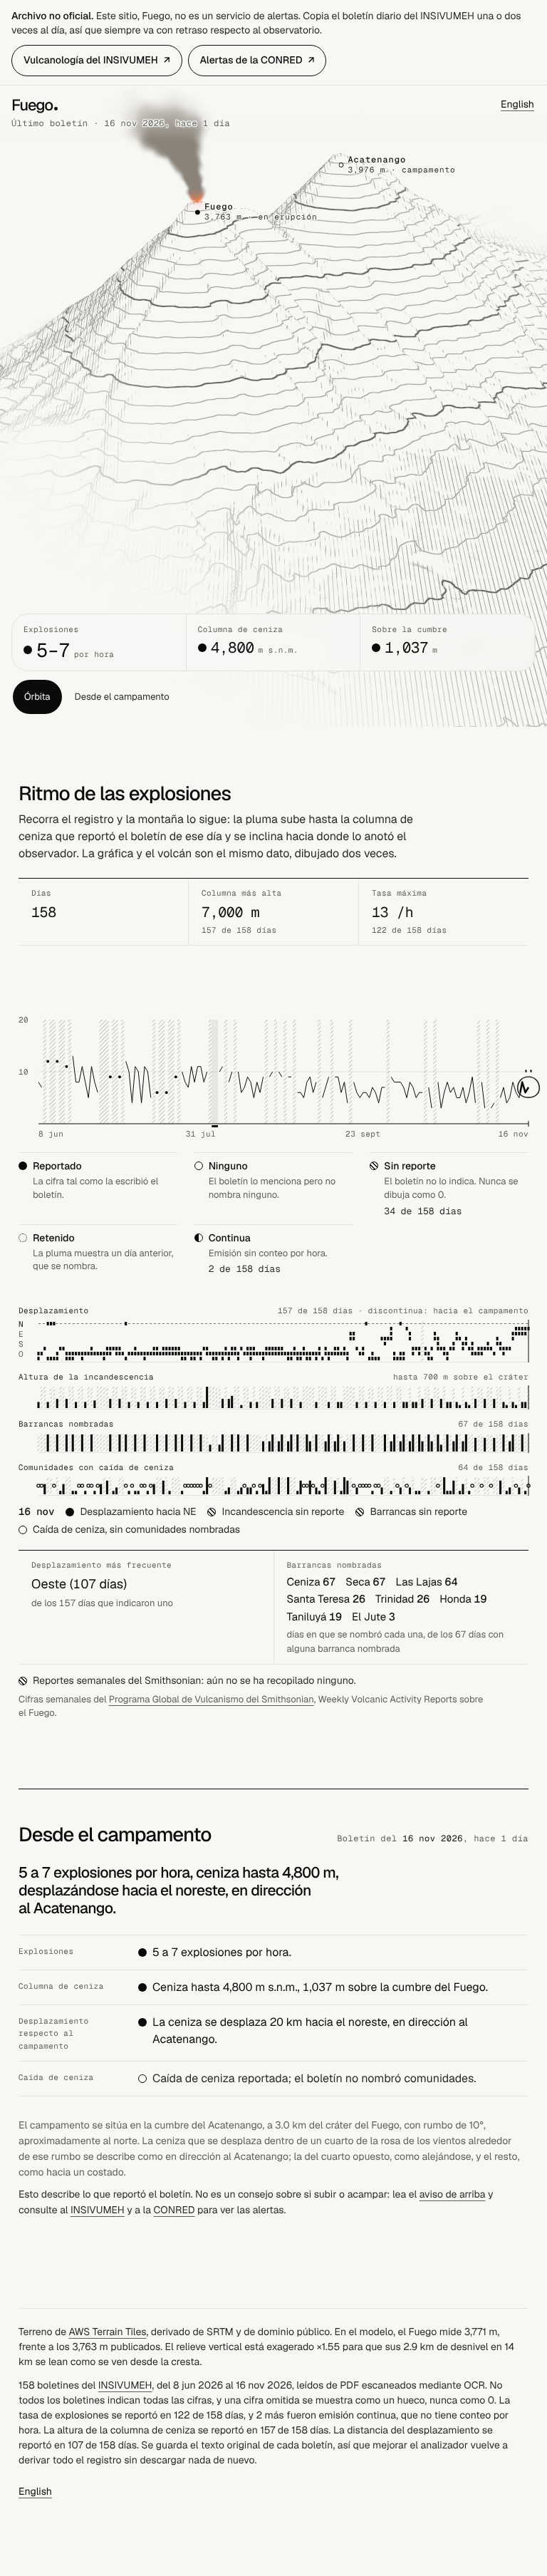 Archivo no oficial. Este sitio, Fuego, no es un servicio de alertas. Copia el boletín diario del INSIVUMEH una o dos
veces al día, así que siempre va con retraso respecto al observatorio.
Vulcanología del INSIVUMEH ↗ Alertas de la CONRED ↗
Fuego. English
Último boletín · 16 nov 2026, hace 1 día
Acatenango
3,976 m · campamento
Fuego
3,763 m · en erupción
Explosiones Columna de ceniza Sobre la cumbre
5–7 por hora 4,800 m s.n.m. 1,037 m
Órbita Desde el campamento
Ritmo de las explosiones
Recorra el registro y la montaña lo sigue: la pluma sube hasta la columna de
ceniza que reportó el boletín de ese día y se inclina hacia donde lo anotó el
observador. La gráfica y el volcán son el mismo dato, dibujado dos veces.
Días Columna más alta Tasa máxima
158 7,000 m 13 /h
157 de 158 días 122 de 158 días
20
10
8 jun 31 jul 23 sept 16 nov
Reportado Ninguno Sin reporte
La cifra tal como la escribió el
boletín.
El boletín lo menciona pero no
nombra ninguno.
El boletín no lo indica. Nunca se
dibuja como 0.
34 de 158 días
Retenido Continua
La pluma muestra un día anterior,
que se nombra.
Emisión sin conteo por hora.
2 de 158 días
Desplazamiento 157 de 158 días · discontinua: hacia el campamento
N
E
S
O
Altura de la incandescencia hasta 700 m sobre el cráter
Barrancas nombradas 67 de 158 días
Comunidades con caída de ceniza 64 de 158 días
16 nov Desplazamiento hacia NE Incandescencia sin reporte Barrancas sin reporte
Caída de ceniza, sin comunidades nombradas
Desplazamiento más frecuente Barrancas nombradas
Oeste (107 días)
de los 157 días que indicaron uno
Ceniza 67 Seca 67 Las Lajas 64
Santa Teresa 26 Trinidad 26 Honda 19
Taniluyá 19 El Jute 3
días en que se nombró cada una, de los 67 días con
alguna barranca nombrada
Reportes semanales del Smithsonian: aún no se ha recopilado ninguno.
Cifras semanales del Programa Global de Vulcanismo del Smithsonian, Weekly Volcanic Activity Reports sobre
el Fuego.
Desde el campamento Boletín del 16 nov 2026, hace 1 día
5 a 7 explosiones por hora, ceniza hasta 4,800 m,
desplazándose hacia el noreste, en dirección
al Acatenango.
Explosiones 5 a 7 explosiones por hora.
Columna de ceniza Ceniza hasta 4,800 m s.n.m., 1,037 m sobre la cumbre del Fuego.
Desplazamiento
respecto al
campamento
La ceniza se desplaza 20 km hacia el noreste, en dirección al
Acatenango.
Caída de ceniza Caída de ceniza reportada; el boletín no nombró comunidades.
El campamento se sitúa en la cumbre del Acatenango, a 3.0 km del cráter del Fuego, con rumbo de 10°,
aproximadamente al norte. La ceniza que se desplaza dentro de un cuarto de la rosa de los vientos alrededor
de ese rumbo se describe como en dirección al Acatenango; la del cuarto opuesto, como alejándose, y el resto,
como hacia un costado.
Esto describe lo que reportó el boletín. No es un consejo sobre si subir o acampar: lea el aviso de arriba y
consulte al INSIVUMEH y a la CONRED para ver las alertas.
Terreno de AWS Terrain Tiles, derivado de SRTM y de dominio público. En el modelo, el Fuego mide 3,771 m,
frente a los 3,763 m publicados. El relieve vertical está exagerado ×1.55 para que sus 2.9 km de desnivel en 14
km se lean como se ven desde la cresta.
158 boletines del INSIVUMEH, del 8 jun 2026 al 16 nov 2026, leídos de PDF escaneados mediante OCR. No
todos los boletines indican todas las cifras, y una cifra omitida se muestra como un hueco, nunca como 0. La
tasa de explosiones se reportó en 122 de 158 días, y 2 más fueron emisión continua, que no tiene conteo por
hora. La altura de la columna de ceniza se reportó en 157 de 158 días. La distancia del desplazamiento se
reportó en 107 de 158 días. Se guarda el texto original de cada boletín, así que mejorar el analizador vuelve a
derivar todo el registro sin descargar nada de nuevo.
English